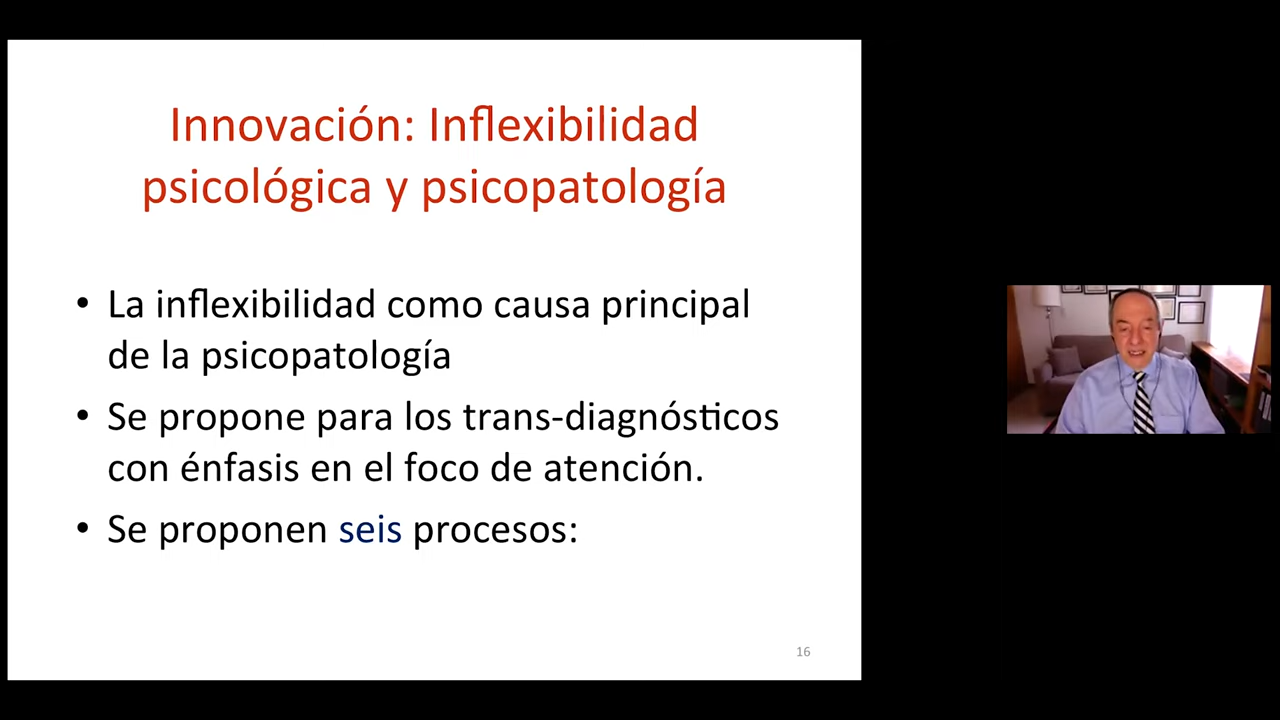 Innovación: Inflexibilidad
psicológica y psicopatología
• La inflexibilidad como causa principal
de la psicopatología
• Se propone para los trans-diagnósticos
con énfasis en el foco de atención.
• Se proponen seis procesos:
16